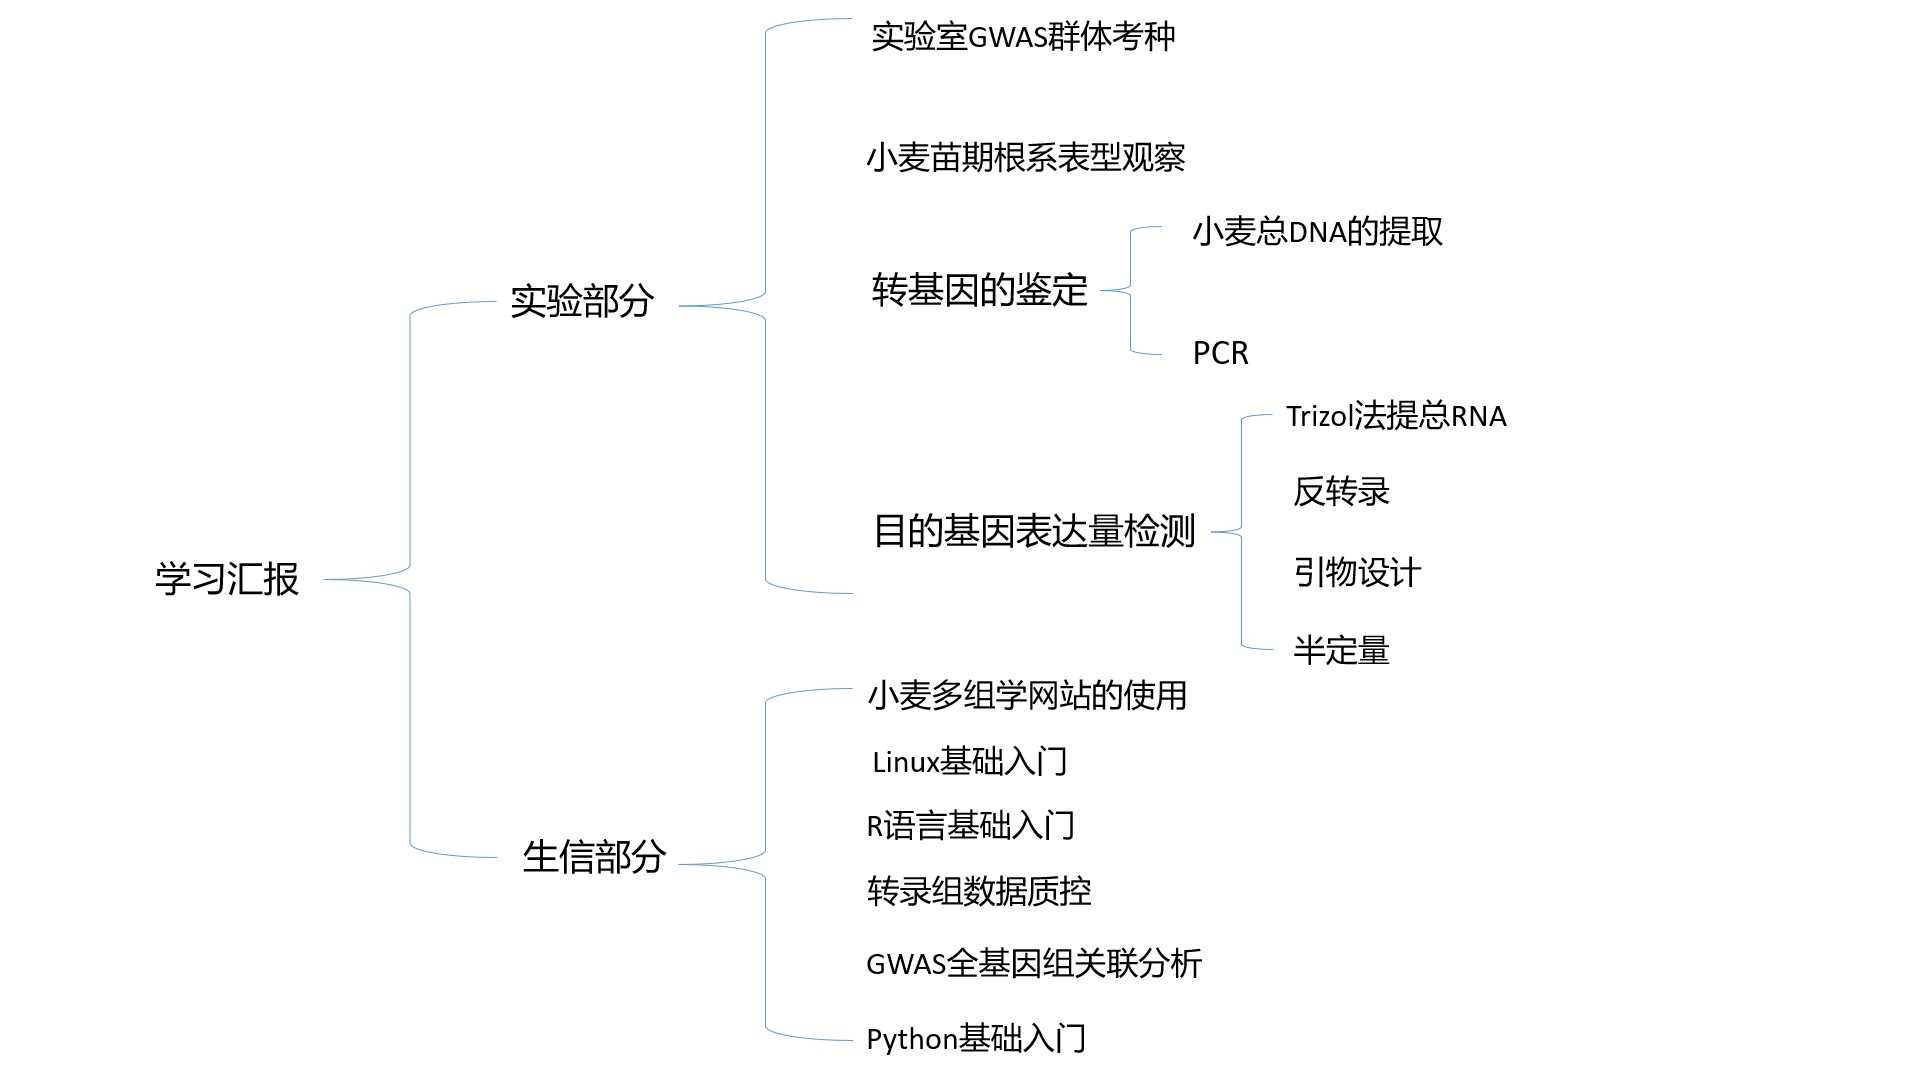 实验室GWAS群体考种
小麦苗期根系表型观察
小麦总DNA的提取
转基因的鉴定
实验部分
PCR
Trizol法提总RNA
反转录
目的基因表达量检测
引物设计
学习汇报
半定量
小麦多组学网站的使用
Linux基础入门
R语言基础入门
生信部分
转录组数据质控
GWAS全基因组关联分析
Python基础入门